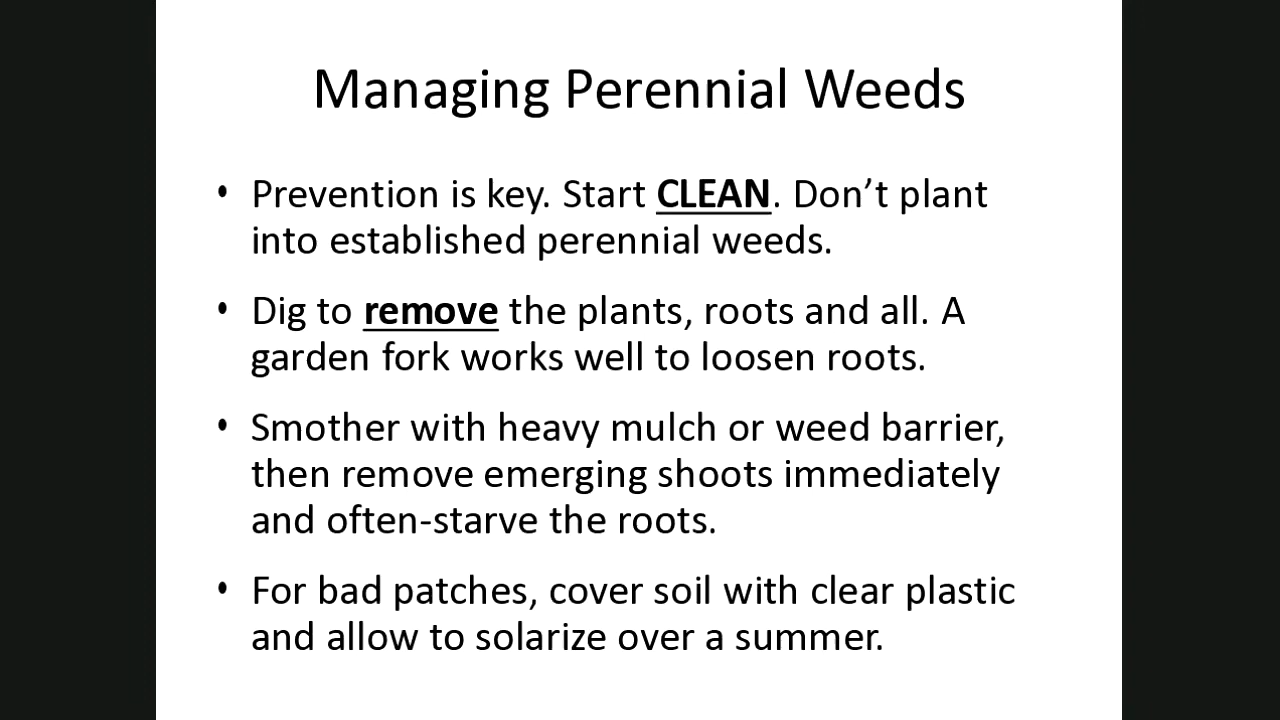 Managing Perennial Weeds
• Prevention is key. Start CLEAN. Don’t plant
into established perennial weeds.
• Dig to remove the plants, roots and all. A
garden fork works well to loosen roots.
• Smother with heavy mulch or weed barrier,
then remove emerging shoots immediately
and often-starve the roots.
• For bad patches, cover soil with clear plastic
and allow to solarize over a summer.